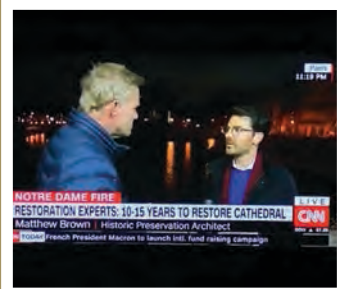 Paris
11:19 PM
NOTRE DAME FIRE
RESTORATION EXPERTS: 10-15 YEARS TO RESTORE CATHEDRAL
Matthew Brown | Historic Preservation Architect
LIVE
CNN
TODAY French President Macron to launch intl. fund raising campaign